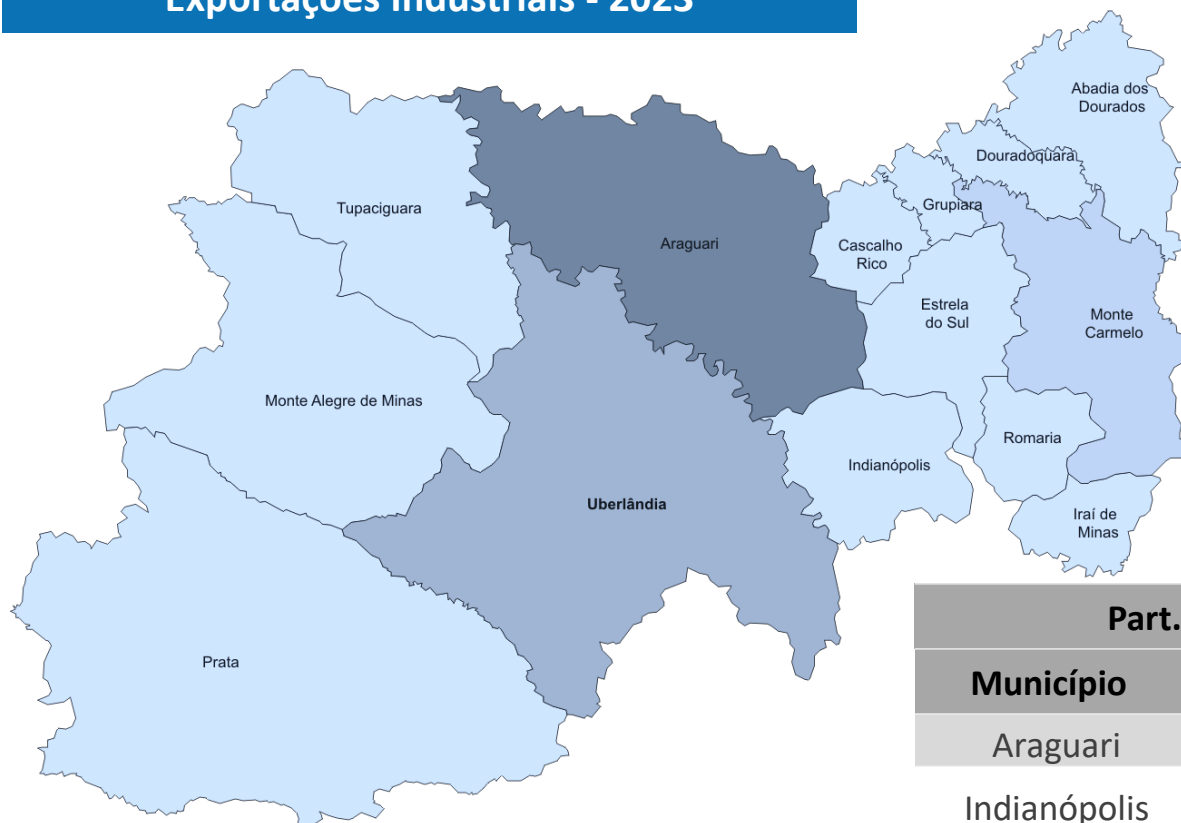 Exportações Industriais - 2023
Abadia dos
Dourados
Douradoquara
Tupaciguara
Grupiara
Araguari
Cascalho
Rico
Estrela
do Sul
Monte
Carmelo
Monte Alegre de Minas
Romaria
Indianópolis
Uberlândia
Iraí de
Minas
Prata
Part.
Município
Araguari
Indianópolis